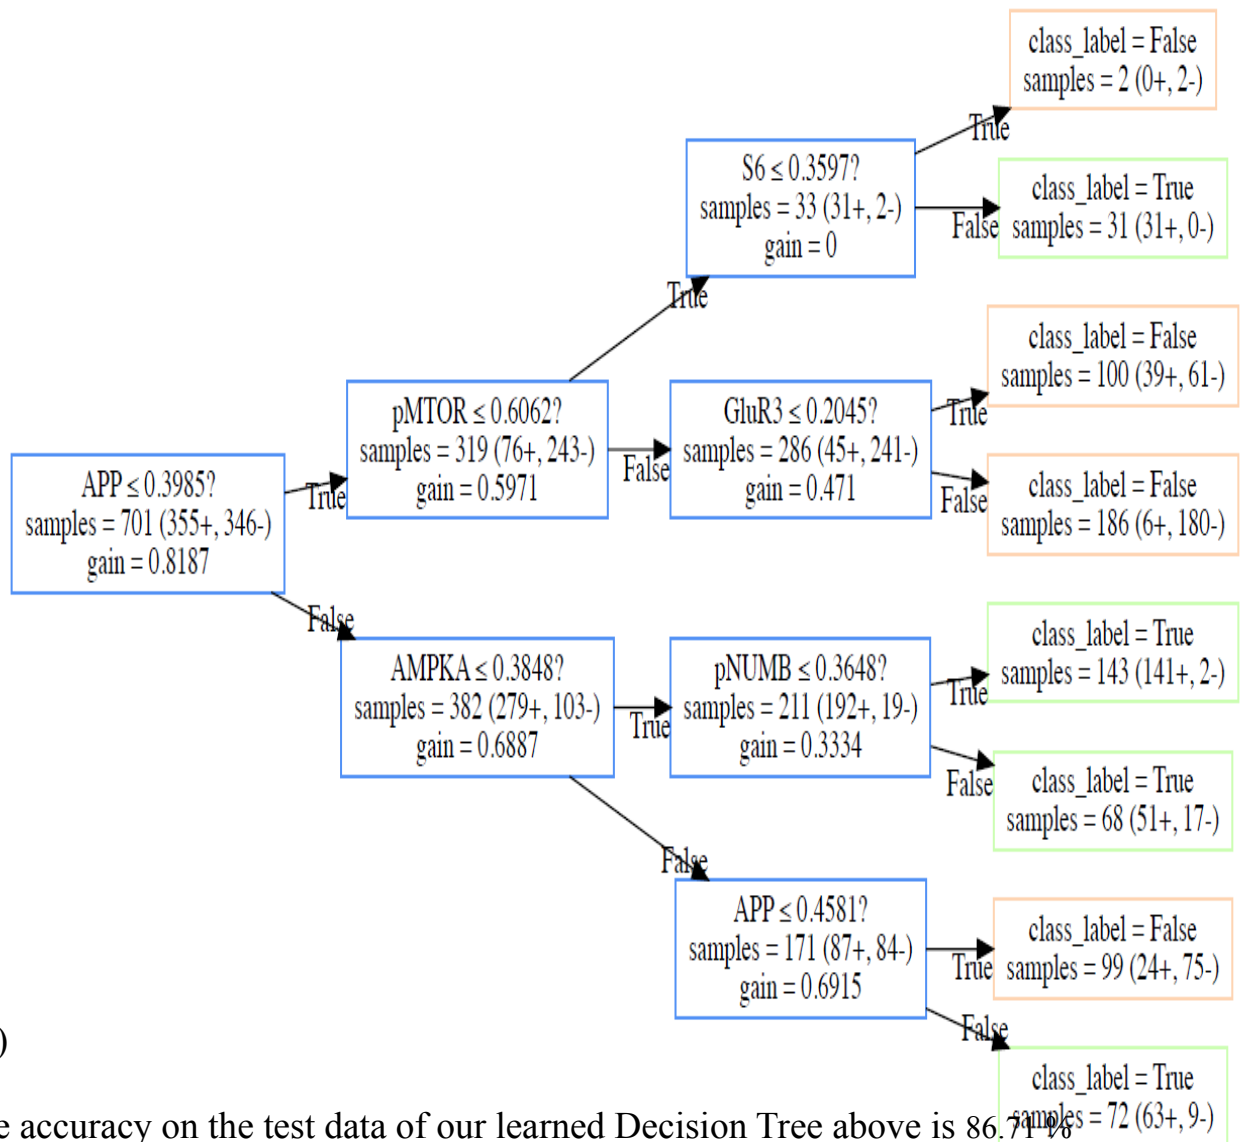 class_label = False
samples = 2 (0+, 2-)
True
S6 ≤ 0.3597?
samples = 33 (31+, 2-)
gain = 0
class_label = True
samples = 31 (31+, 0-)
False
True
class_label = False
samples = 100 (39+, 61-)
True
pMTOR ≤ 0.6062?
samples = 319 (76+, 243-)
gain = 0.5971
GluR3 ≤ 0.2045?
samples = 286 (45+, 241-)
gain = 0.471
False
class_label = False
samples = 186 (6+, 180-)
False
APP ≤ 0.3985?
samples = 701 (355+, 346-)
gain = 0.8187
True
False
class_label = True
samples = 143 (141+, 2-)
True
AMPKA ≤ 0.3848?
samples = 382 (279+, 103-)
gain = 0.6887
pNUMB ≤ 0.3648?
samples = 211 (192+, 19-)
gain = 0.3334
True
class_label = True
samples = 68 (51+, 17-)
False
False
APP ≤ 0.4581?
samples = 171 (87+, 84-)
gain = 0.6915
class_label = False
samples = 99 (24+, 75-)
True
False
class_label = True
samples = 72 (63+, 9-)
)
e accuracy on the test data of our learned Decision Tree above is 86.71%